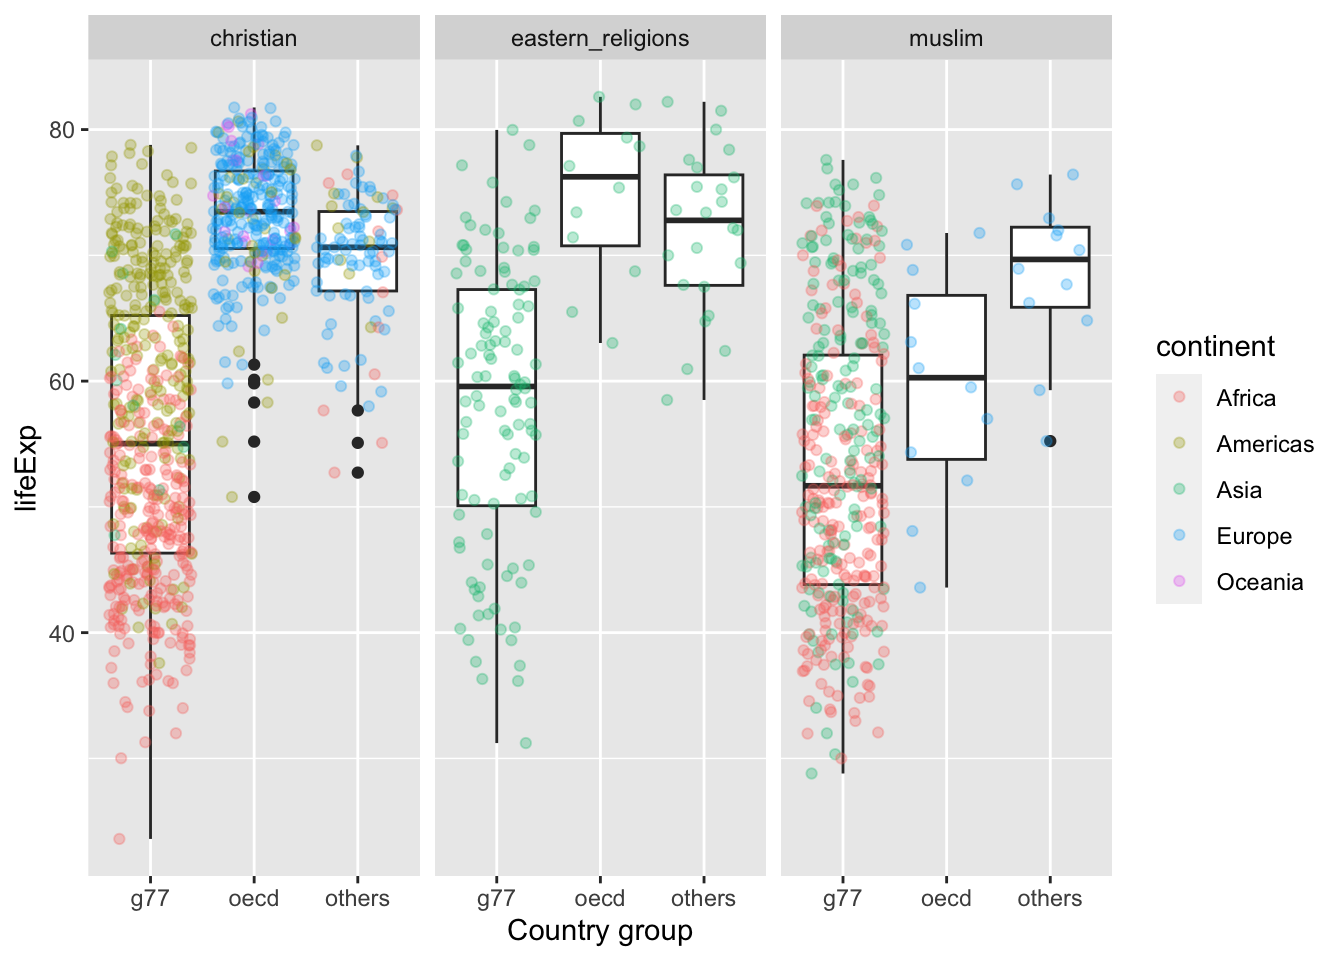 christian
eastern_religions
muslim
80
60
40
lifeExp
g77
oecd
others
g77
oecd
others
g77
oecd
others
Country group
continent
Africa
Americas
Asia
Europe
Oceania